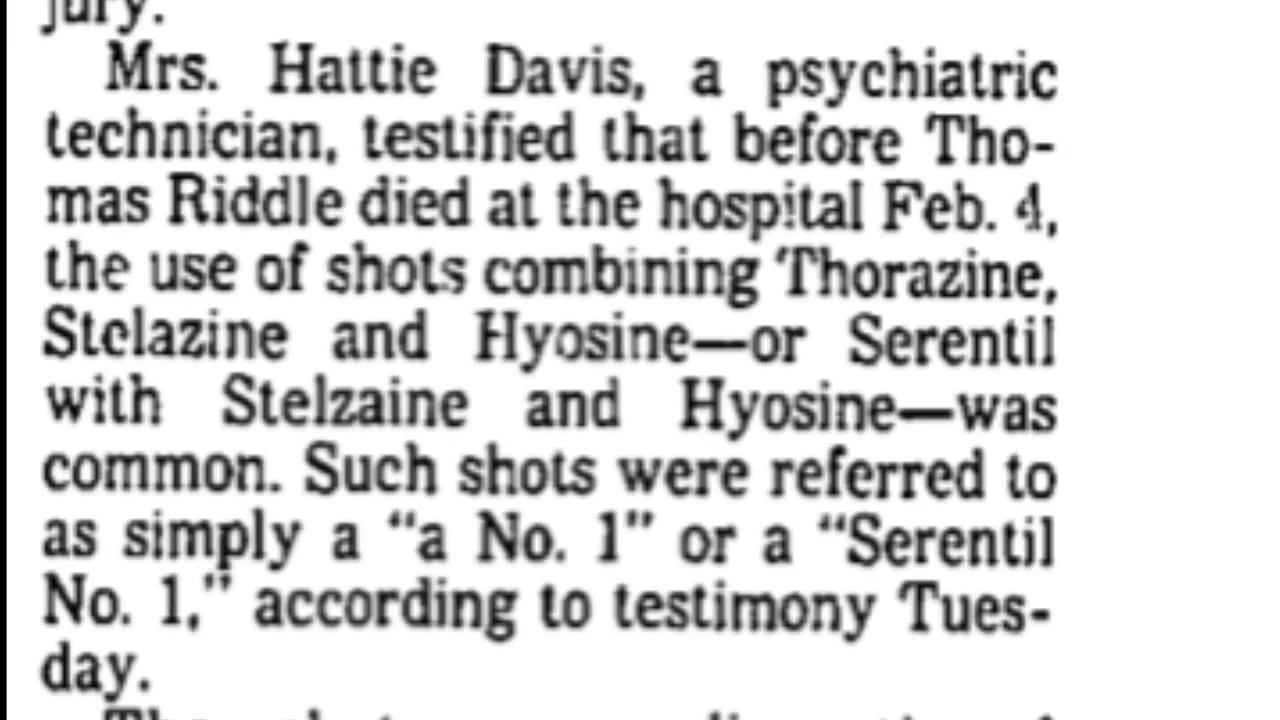 jury.
Mrs. Hattie Davis, a psychiatric
technician, testified that before Tho-
mas Riddle died at the hospital Feb. 4,
the use of shots combining Thorazine,
Stelazine and Hyosine—or Serentil
with Stelzaine and Hyosine—was
common. Such shots were referred to
as simply a “a No. 1” or a “Serentil
No. 1,” according to testimony Tues-
day.